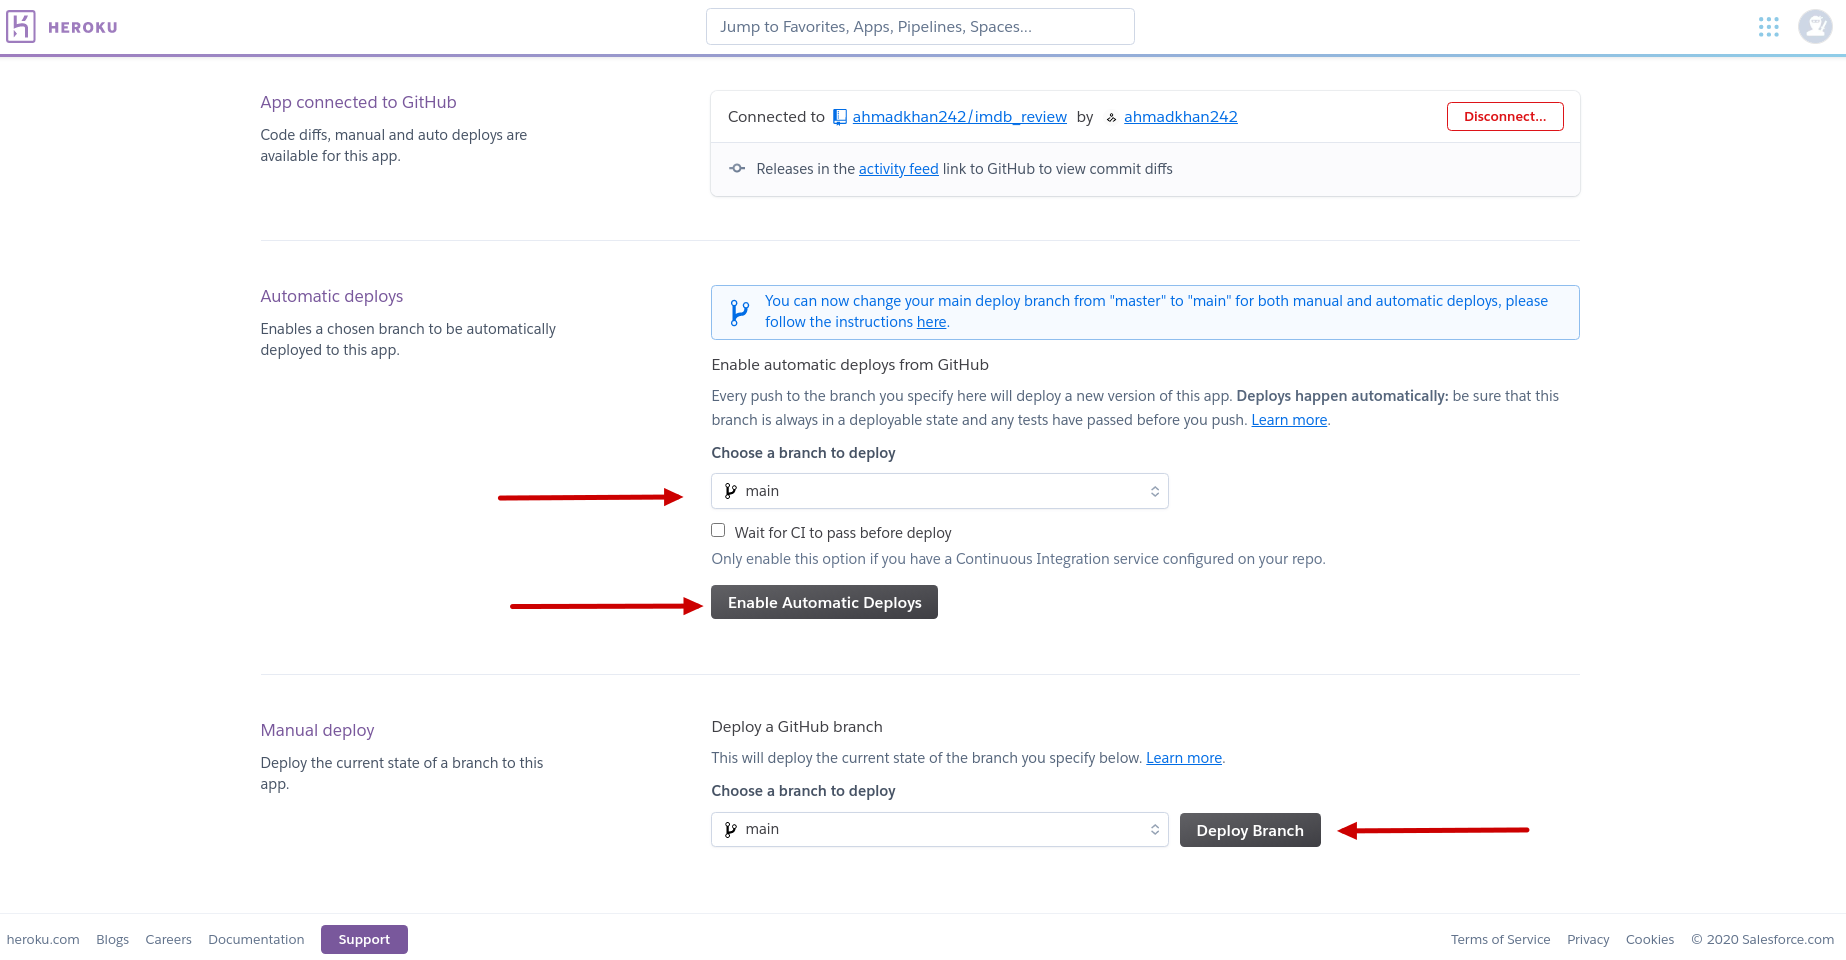 HEROKU
Jump to Favorites, Apps, Pipelines, Spaces...
App connected to GitHub
Code diffs, manual and auto deploys are
available for this app.
Connected to ahmadkhan242/imdb_review by ahmadkhan242
Disconnect...
Releases in the activity feed link to GitHub to view commit diffs
Automatic deploys
Enables a chosen branch to be automatically
deployed to this app.
You can now change your main deploy branch from "master" to "main" for both manual and automatic deploys, please
follow the instructions here.
Enable automatic deploys from GitHub
Every push to the branch you specify here will deploy a new version of this app. Deploys happen automatically: be sure that this
branch is always in a deployable state and any tests have passed before you push. Learn more.
Choose a branch to deploy
main
Wait for CI to pass before deploy
Only enable this option if you have a Continuous Integration service configured on your repo.
Enable Automatic Deploys
Manual deploy
Deploy the current state of a branch to this
app.
Deploy a GitHub branch
This will deploy the current state of the branch you specify below. Learn more.
Choose a branch to deploy
main
Deploy Branch
heroku.com Blogs Careers Documentation Support
Terms of Service Privacy Cookies © 2020 Salesforce.com